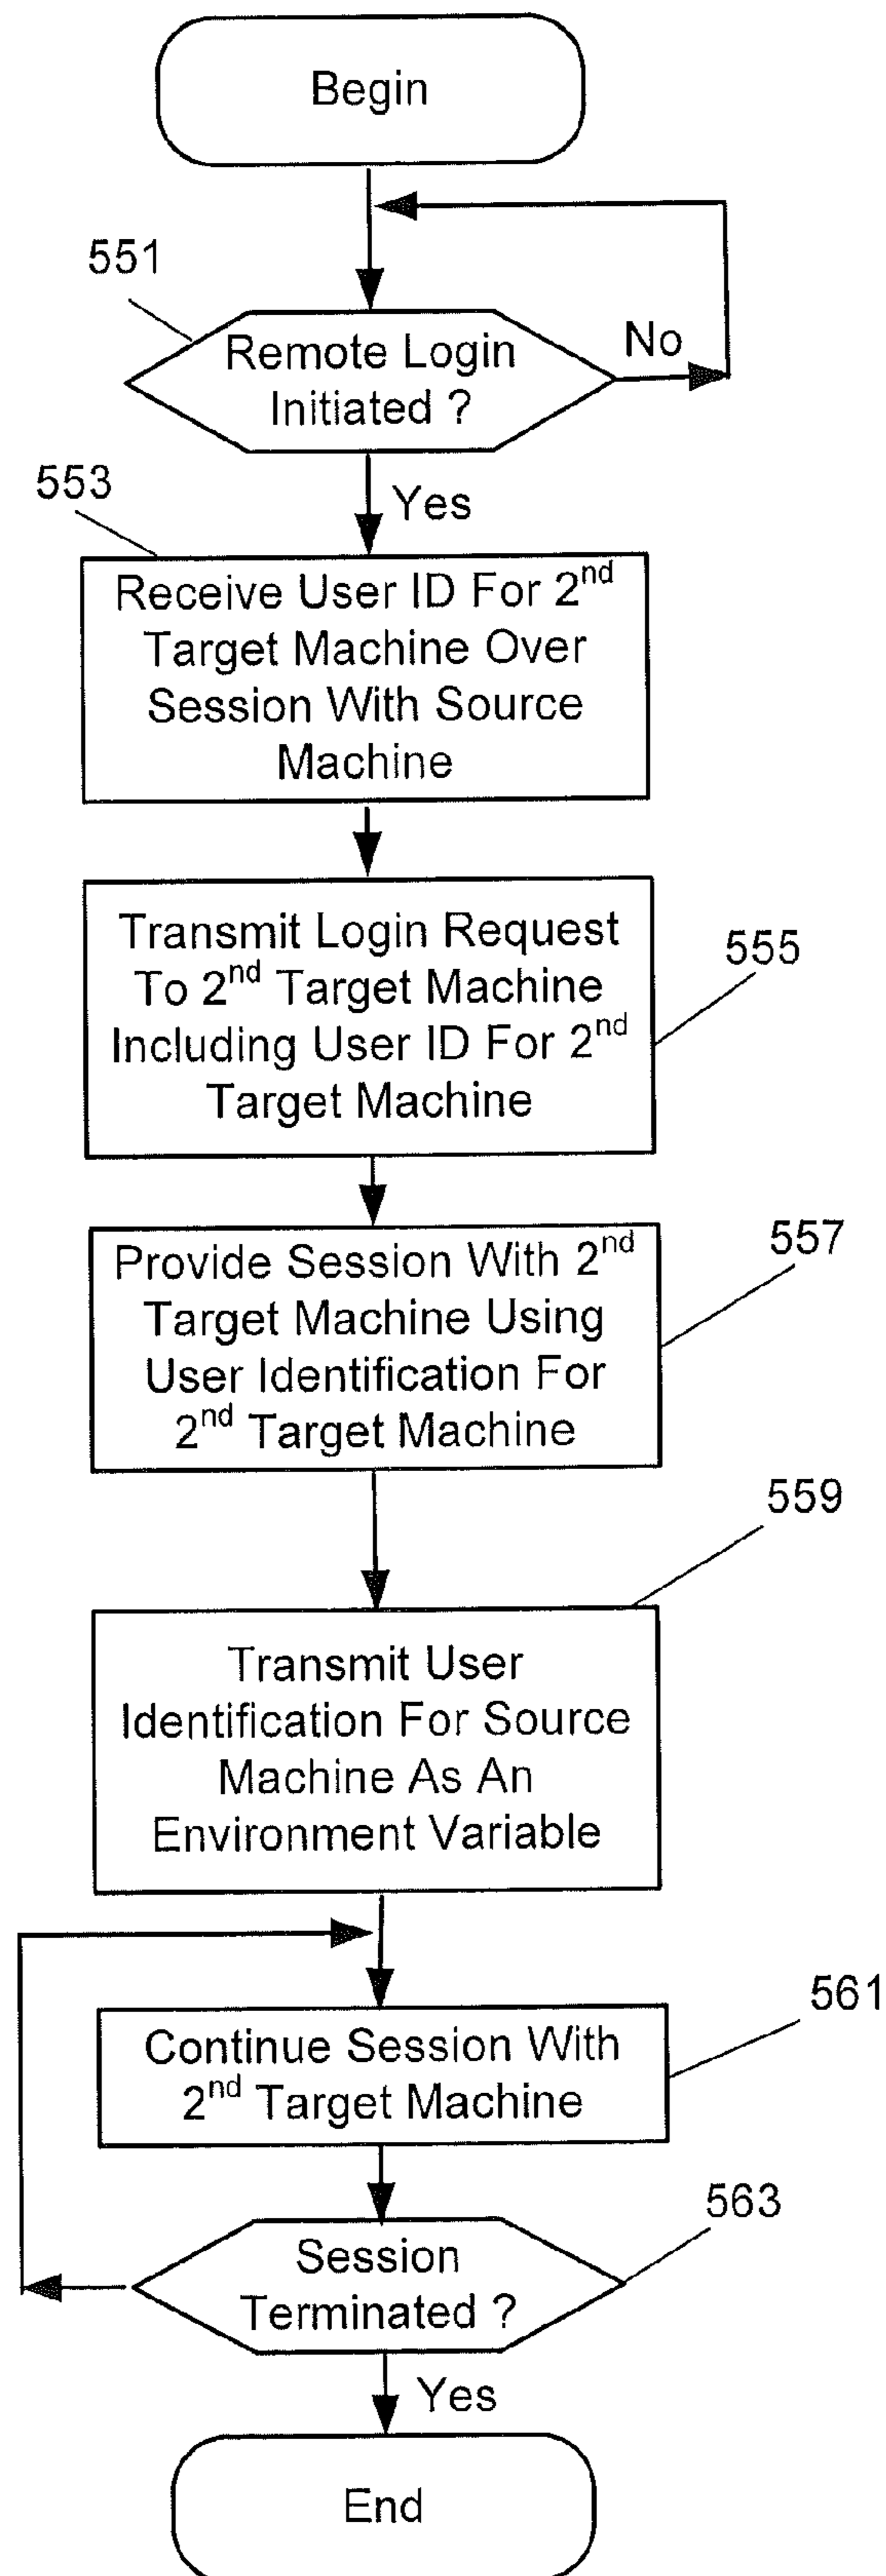 Begin
551
Remote Login
Initiated ?
No
Yes
553
Receive User ID For 2nd
Target Machine Over
Session With Source
Machine
Transmit Login Request
To 2nd Target Machine
Including User ID For 2nd
Target Machine
555
Provide Session With 2nd
Target Machine Using
User Identification For
2nd Target Machine
557
559
Transmit User
Identification For Source
Machine As An
Environment Variable
561
Continue Session With
2nd Target Machine
563
Session
Terminated ?
Yes
End